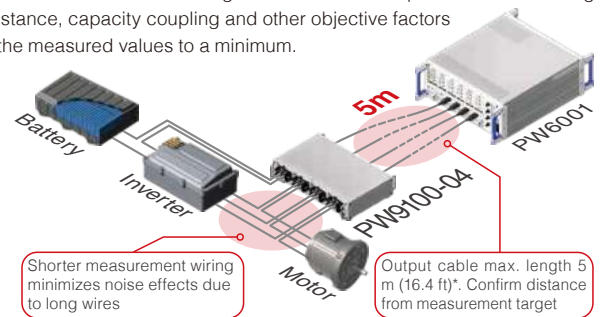 stance, capacity coupling and other objective factors
the measured values to a minimum.
5m
PW6001
Battery
Inverter
PW9100-04
Motor
Shorter measurement wiring
minimizes noise effects due
to long wires
Output cable max. length 5
m (16.4 ft)*. Confirm distance
from measurement target